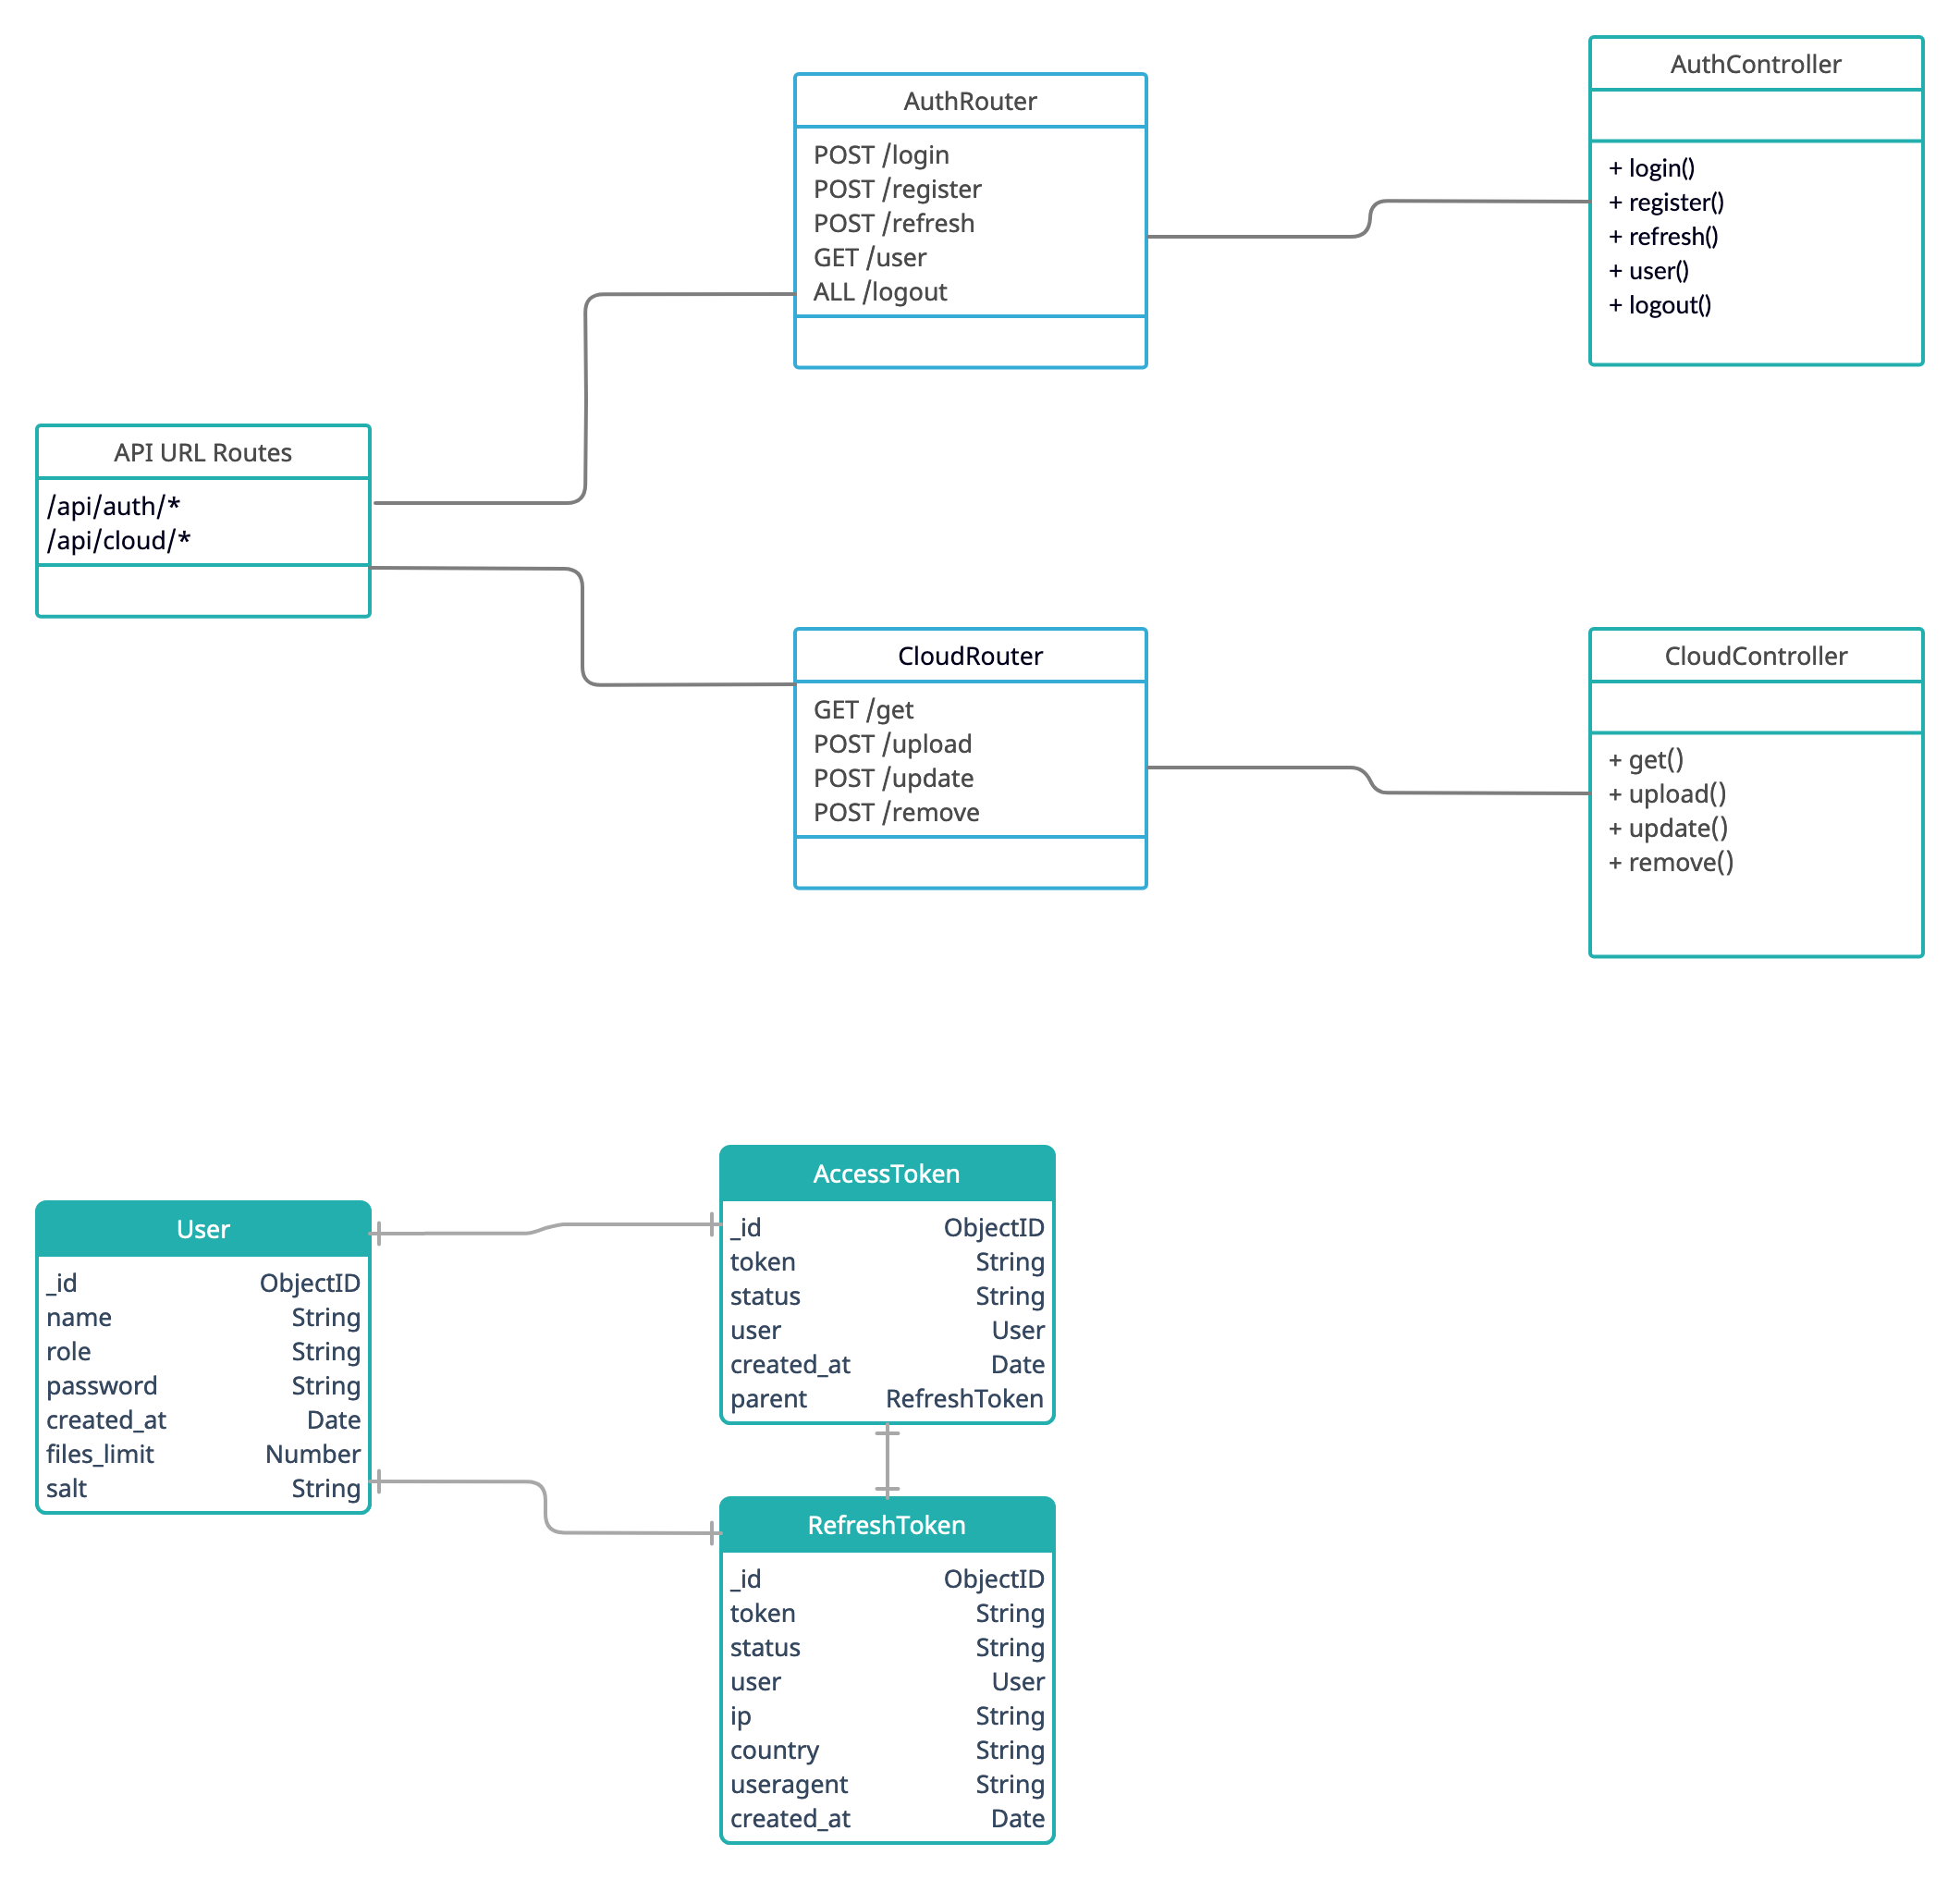 AuthController
+ login()
+ register()
+ refresh()
+ user()
+ logout()
AuthRouter
POST /login
POST /register
POST /refresh
GET /user
ALL /logout
API URL Routes
/api/auth/*
/api/cloud/*
CloudRouter
GET /get
POST /upload
POST /update
POST /remove
CloudController
+ get()
+ upload()
+ update()
+ remove()
User
_id ObjectID
name String
role String
password String
created_at Date
files_limit Number
salt String
AccessToken
_id ObjectID
token String
status String
user User
created_at Date
parent RefreshToken
RefreshToken
_id ObjectID
token String
status String
user User
ip String
country String
useragent String
created_at Date